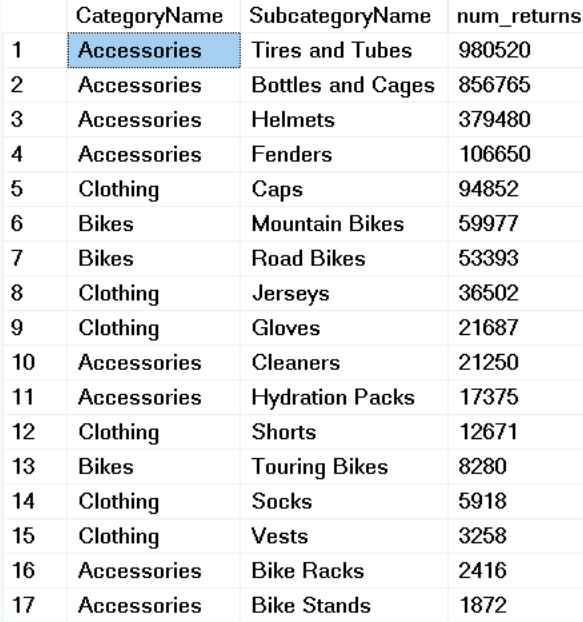 CategoryName SubcategoryName num_returns
1 Accessories Tires and Tubes 980520
2 Accessories Bottles and Cages 856765
3 Accessories Helmets 379480
4 Accessories Fenders 106650
5 Clothing Caps 94852
6 Bikes Mountain Bikes 59977
7 Bikes Road Bikes 53393
8 Clothing Jerseys 36502
9 Clothing Gloves 21687
10 Accessories Cleaners 21250
11 Accessories Hydration Packs 17375
12 Clothing Shorts 12671
13 Bikes Touring Bikes 8280
14 Clothing Socks 5918
15 Clothing Vests 3258
16 Accessories Bike Racks 2416
17 Accessories Bike Stands 1872